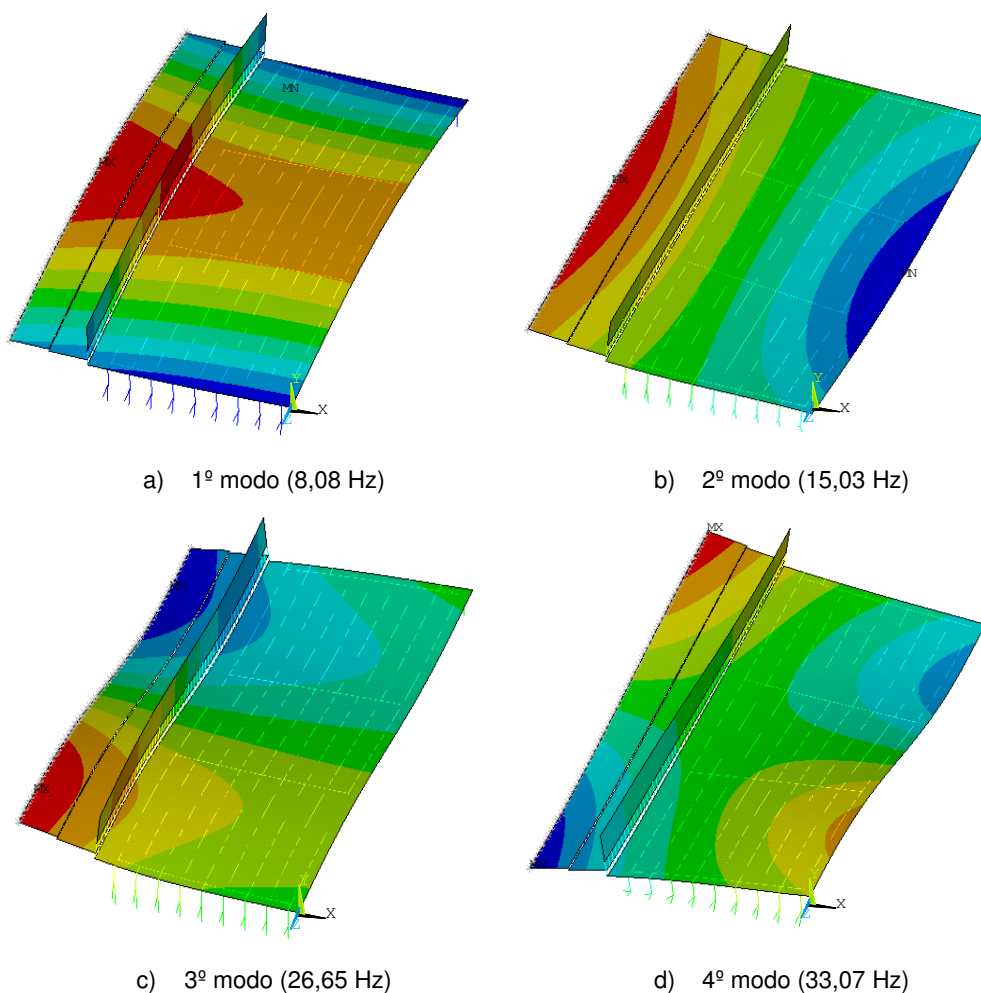 MN
MX
Y
X
Z
MX
MN
Y
X
Z
a) 1º modo (8,08 Hz)
b) 2º modo (15,03 Hz)
MN
MX
Y
X
Z
MX
X
Z
c) 3º modo (26,65 Hz)
d) 4º modo (33,07 Hz)